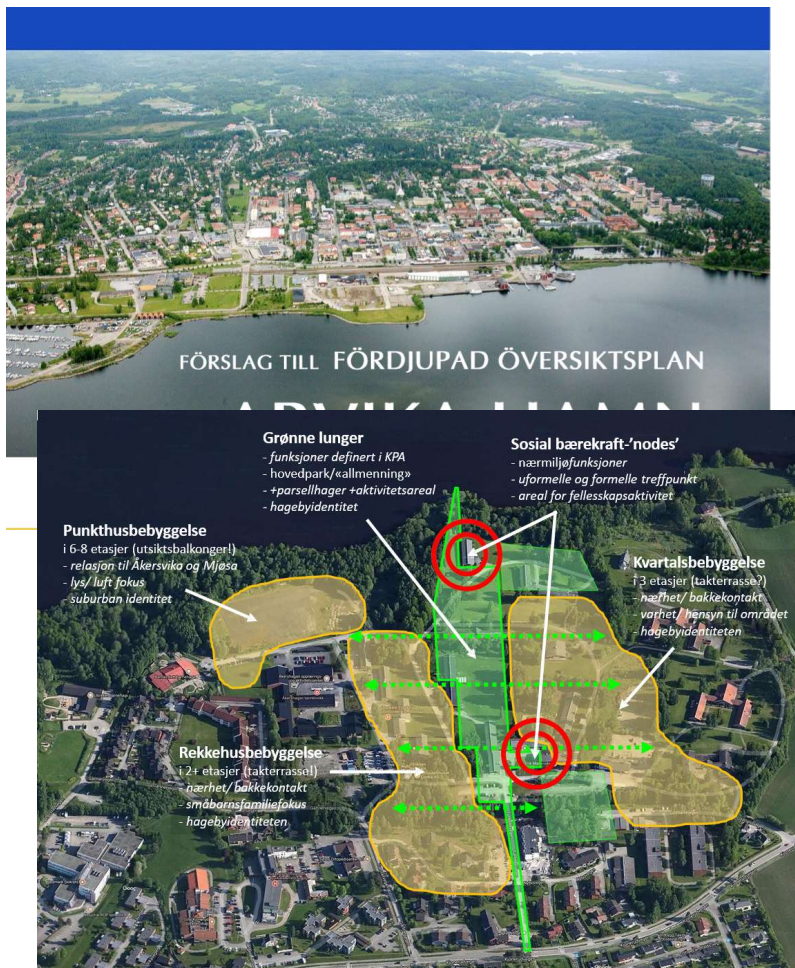 FÖRSLAG TILL FÖRDJUPAD ÖVERSIKTSPLAN
ARVIKA HAMN
Grønne lunger
- funksjoner definert i KPA
- hovedpark/«allmenning»
- +parsellhager +aktivitetsareal
- hagebyidentitet
Sosial bærekraft-'nodes'
- nærmiljøfunksjoner
- uformelle og formelle treffpunkt
- areal for fellesskapsaktivitet
Punkthusbebyggelse
i 6-8 etasjer (utsiktsbalkonger!)
- relasjon til Åkersvika og Mjøsa
- lys/ luft fokus
- suburban identitet
Kvartalsbebyggelse
i 3 etasjer (takterrasse?)
- nærhet/ bakkekontakt
- varhet/ hensyn til området
- hagebyidentiteten
Rekkehusbebyggelse
i 2+ etasjer (takterrasse!)
- nærhet/ bakkekontakt
- småbarnsfamiliefokus
- hagebyidentiteten